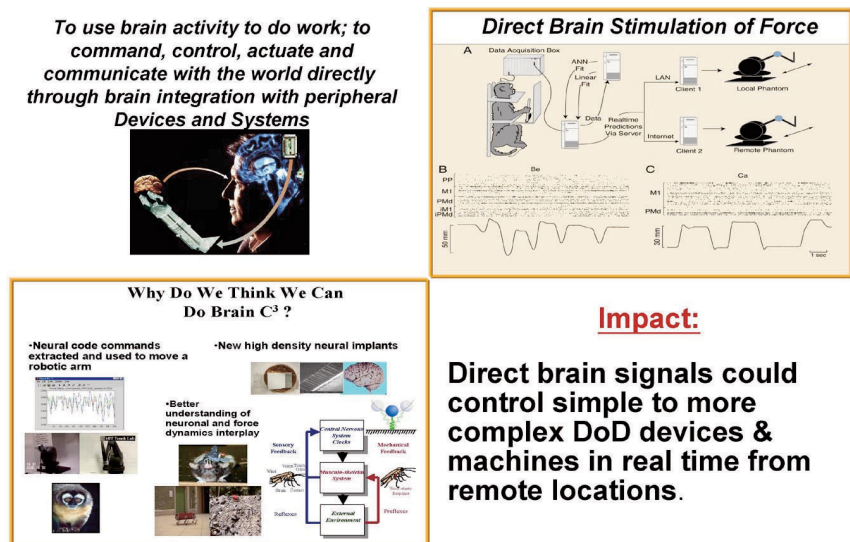 To use brain activity to do work; to
command, control, actuate and
communicate with the world directly
through brain integration with peripheral
Devices and Systems
Direct Brain Stimulation of Force
A
Data Acquisition Box
ANN
Fit
Linear
Fit
LAN
Client 1
Local Phantom
Data
Realtime
Predictions
Via Server
Internet
Client 2
Remote Phantom
B
Be
PP
M1
PMd
iM1
iPMd
50 mm
C
Ca
M1
PMd
30 mm
1 sec
Why Do We Think We Can
Do Brain C³ ?
•Neural code commands
extracted and used to move a
robotic arm
•New high density neural implants
•Better
understanding of
neuronal and force
dynamics interplay
Sensory
Feedback
Central Nervous
System
Clocks
Mechanical
Feedback
Musculo-skeletal
System
Reflexes
External
Environment
Preflexes
Impact:
Direct brain signals could
control simple to more
complex DoD devices &
machines in real time from
remote locations.